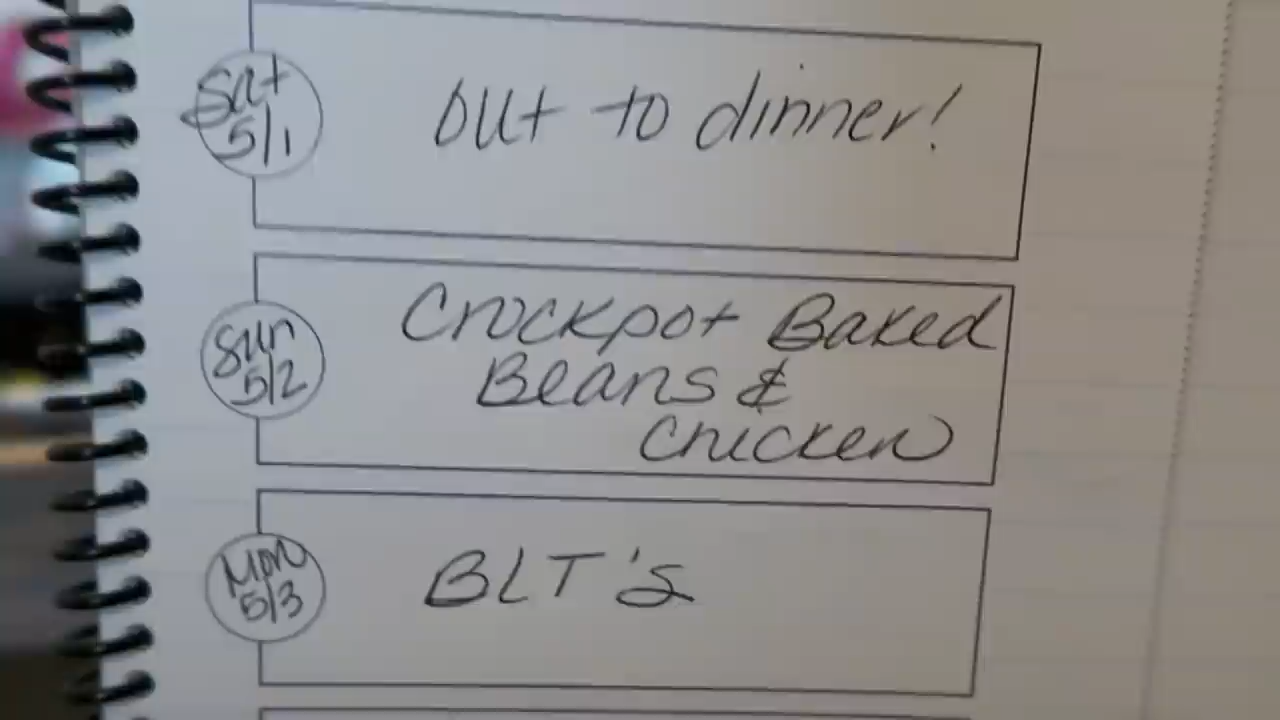 Sat
5/1
out to dinner!
Sun
5/2
Crockpot Baked
Beans &
Chicken
Mon
5/3
BLT's